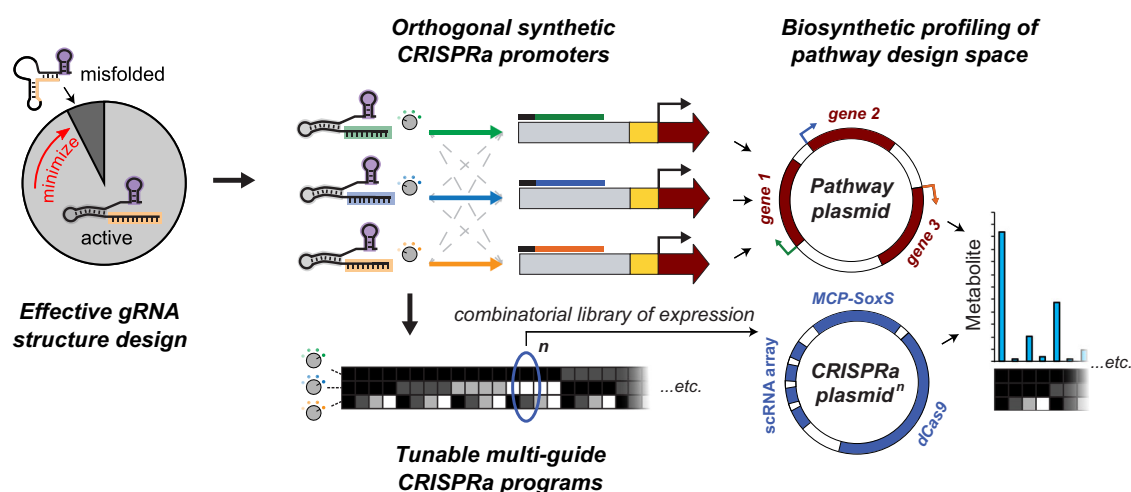 Orthogonal synthetic
CRISPRa promoters
Biosynthetic profiling of
pathway design space
misfolded
minimize
active
Effective gRNA
structure design
gene 1
gene 2
gene 3
Pathway
plasmid
combinatorial library of expression
n
...etc.
Tunable multi-guide
CRISPRa programs
MCP-SoxS
scRNA array
dCas9
CRISPRa
plasmidⁿ
Metabolite
...etc.